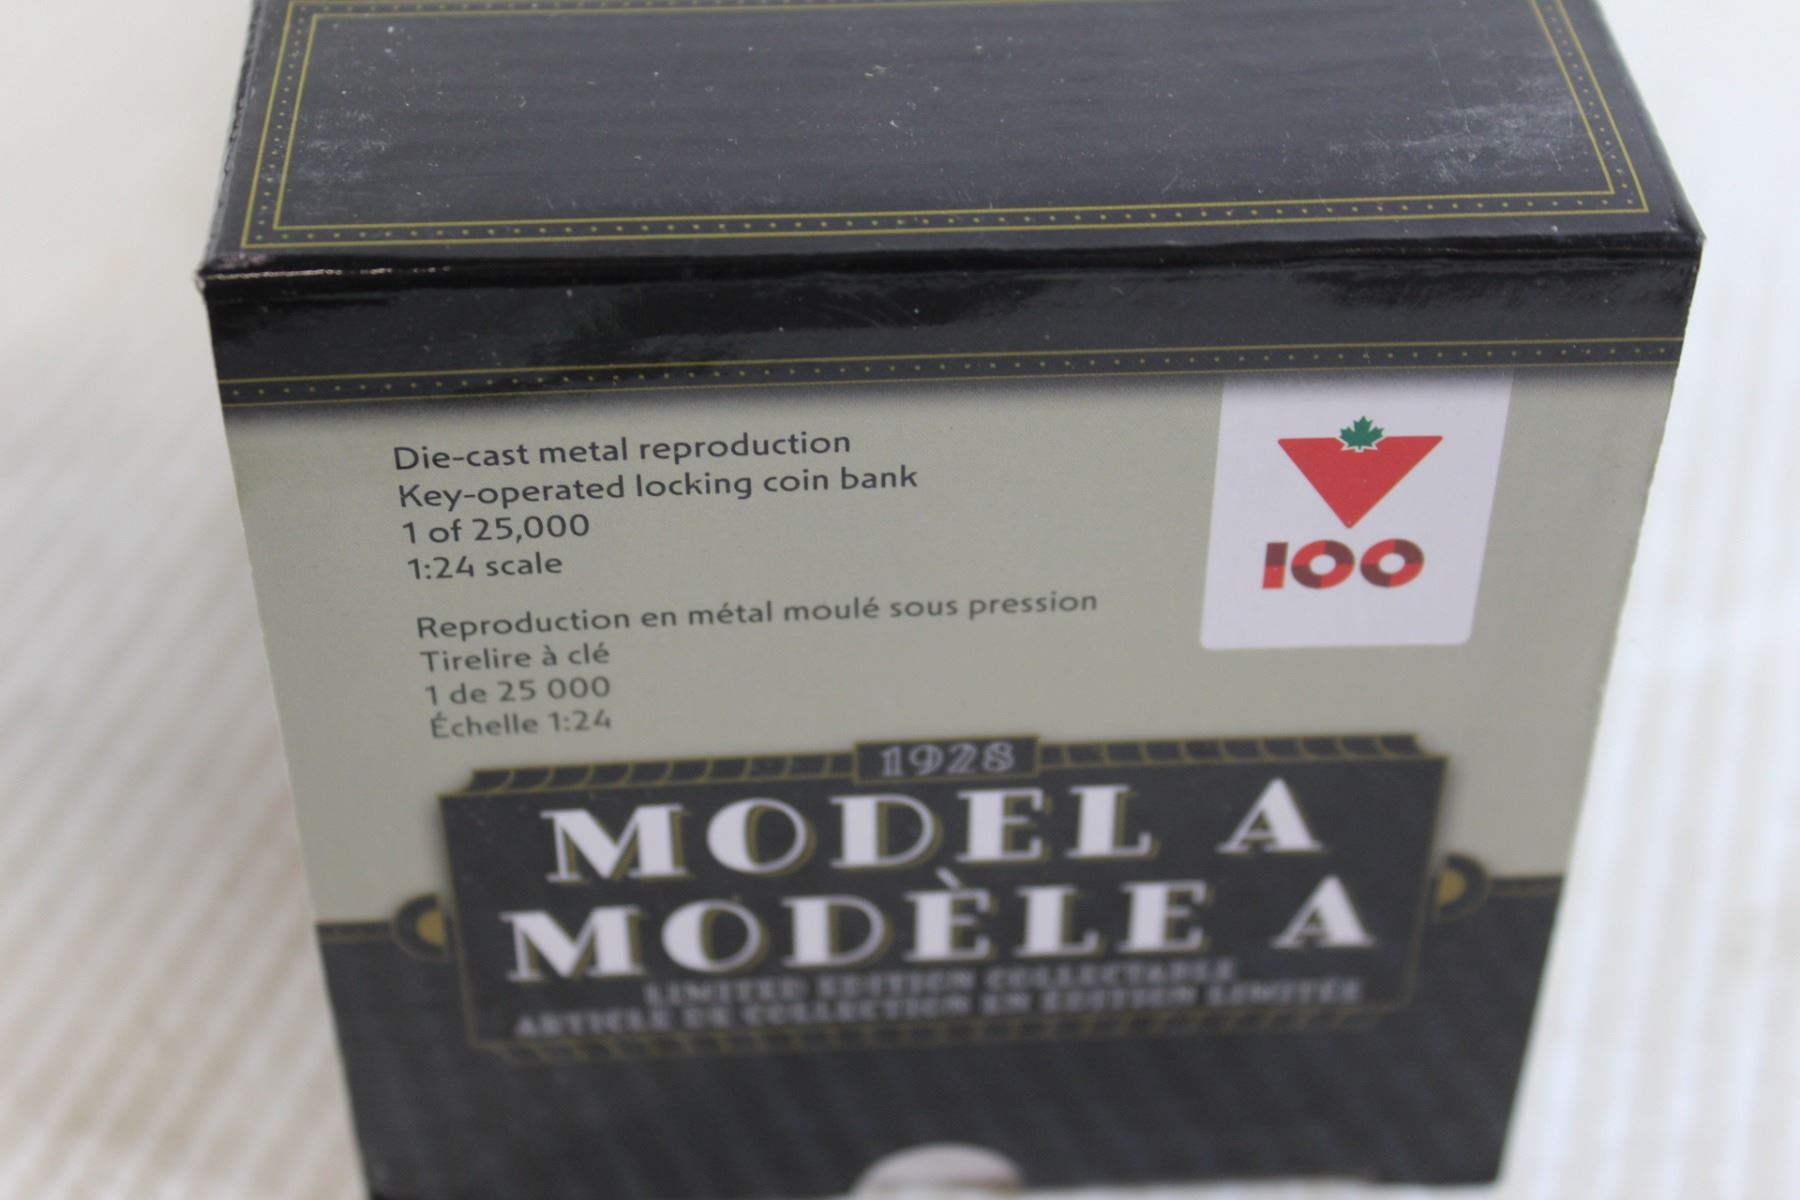 Die-cast metal reproduction
Key-operated locking coin bank
1 of 25,000
1:24 scale
Reproduction en métal moulé sous pression
Tirelire à clé
1 de 25 000
Échelle 1:24
100
1928
MODEL A
MODÈLE A
LIMITED EDITION COLLECTABLE
ARTICLE DE COLLECTION EN ÉDITION LIMITÉE